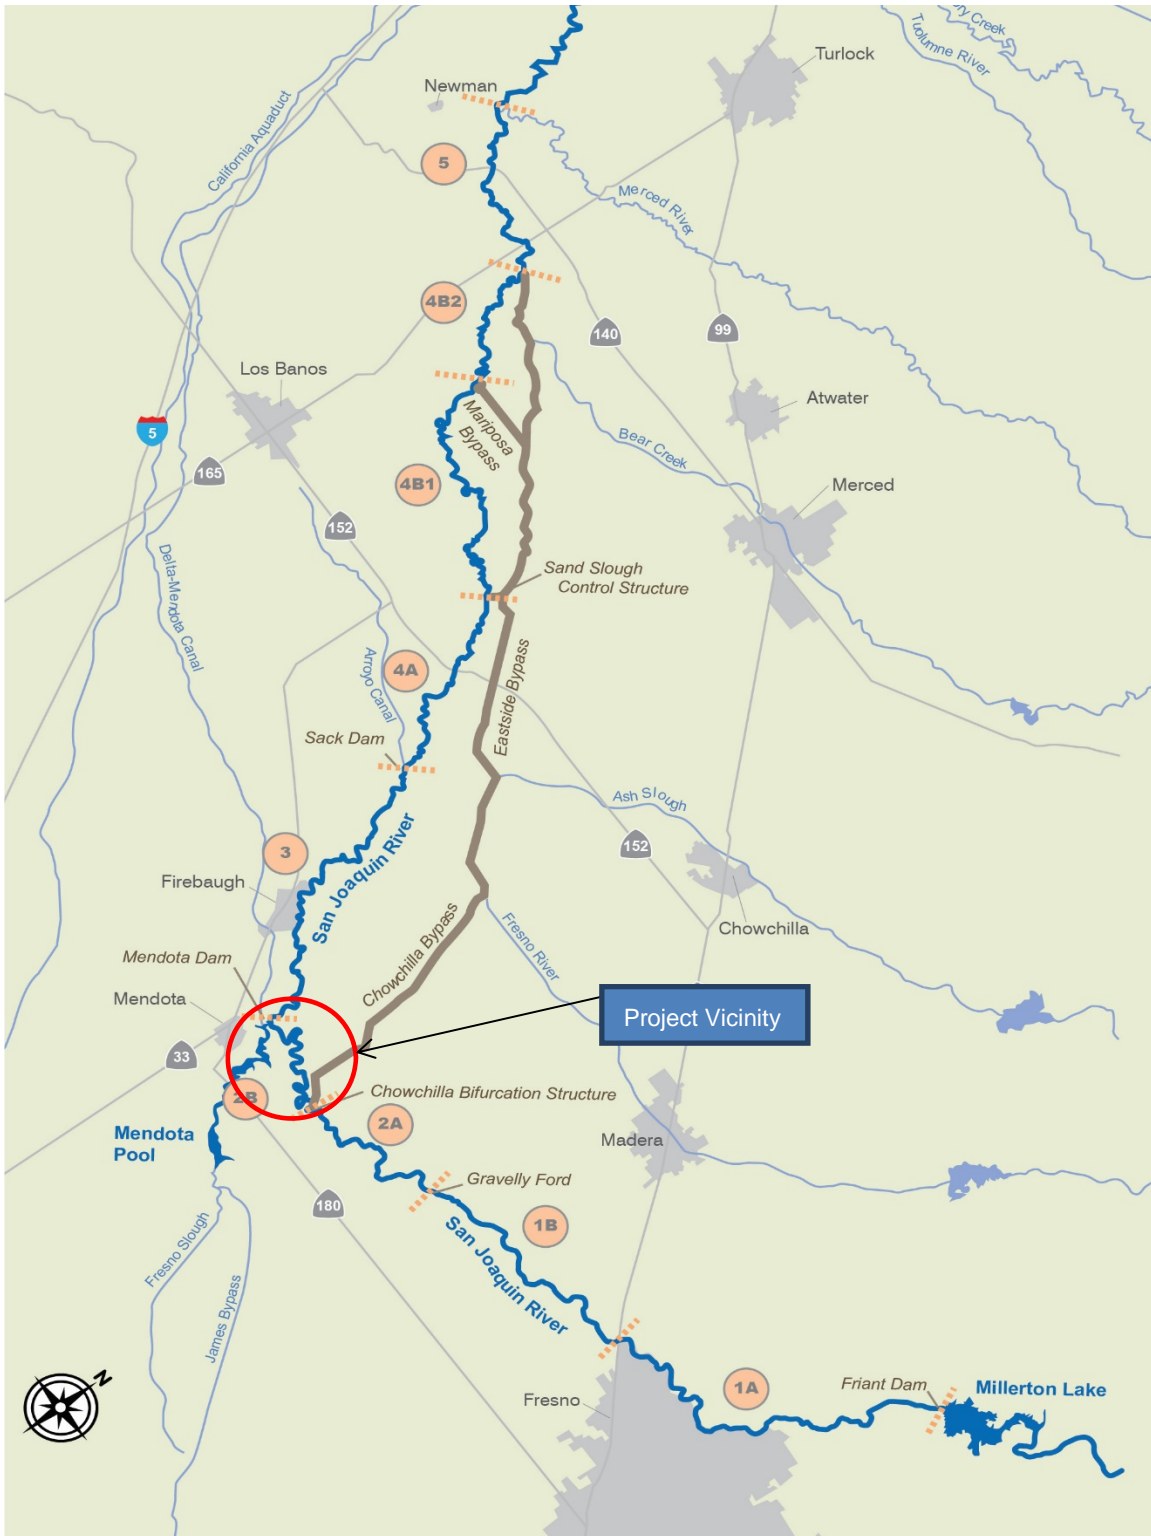 Dry Creek
Tuolumne River
Turlock
Newman
California Aquaduct
5
Merced River
4B2
140
99
Los Banos
Atwater
5
Mariposa
Bypass
Bear Creek
165
4B1
Merced
152
Delta-Mendota Canal
Sand Slough
Control Structure
Arroyo Canal
4A
Eastside Bypass
Sack Dam
Ash Slough
3
152
San Joaquin River
Firebaugh
Chowchilla
Chowchilla Bypass
Fresno River
Mendota Dam
Mendota
Project Vicinity
33
2B
Chowchilla Bifurcation Structure
2A
Mendota
Pool
Madera
Gravelly Ford
180
1B
San Joaquin River
Fresno Slough
James Bypass
N
1A
Friant Dam
Millerton Lake
Fresno